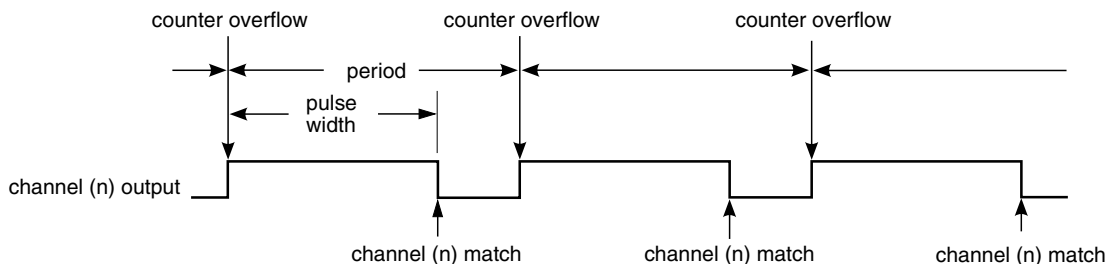 counter overflow
counter overflow
counter overflow
period
pulse
width
channel (n) output
channel (n) match
channel (n) match
channel (n) match